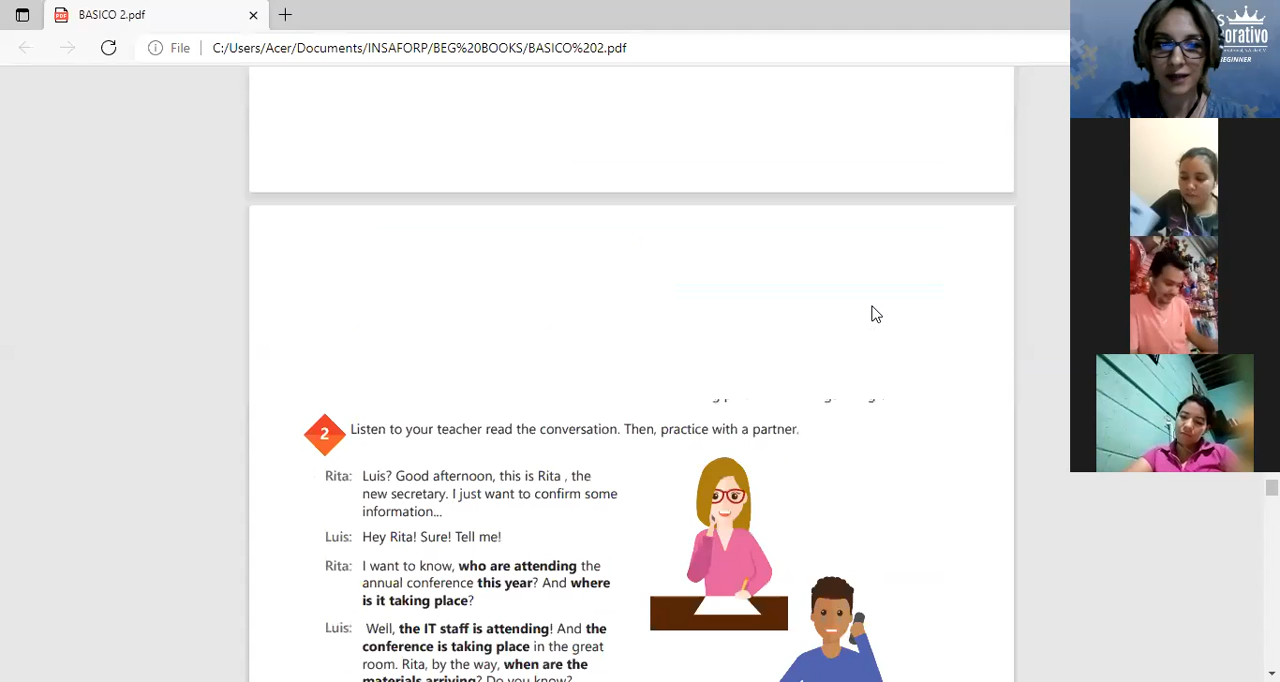 BASICO 2.pdf
File
C:/Users/Acer/Documents/INSAFORP/BEG%20BOOKS/BASICO%202.pdf
orativo
BEGINNER
2
Listen to your teacher read the conversation. Then, practice with a partner.
Rita: Luis? Good afternoon, this is Rita , the
new secretary. I just want to confirm some
information...
Luis: Hey Rita! Sure! Tell me!
Rita: I want to know, who are attending the
annual conference this year? And where
is it taking place?
Luis: Well, the IT staff is attending! And the
conference is taking place in the great
room. Rita, by the way, when are the
materials arriving? Do you know?